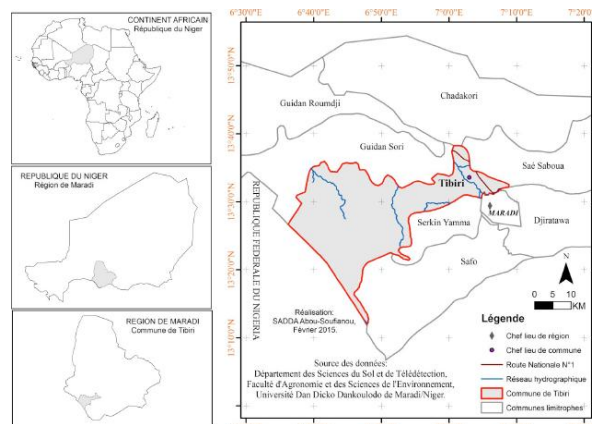 CONTINENT AFRICAIN
République du Niger
REPUBLIQUE DU NIGER
Région de Maradi
REGION DE MARADI
Commune de Tibiri
6°30'0"E
6°40'0"E
6°50'0"E
7°0'0"E
7°10'0"E
7°20'0"E
Guidan Roumdji
Chadakori
Guidan Sori
Tibiri
Saé Saboua
MARADI
Djiratawa
Serkin Yamma
Safo
REPUBLIQUE FEDERALE DU NIGERIA
Réalisation:
SADDA Abou-Soufianou,
Février 2015.
Source des données:
Département des Sciences du Sol et de Télédétection,
Faculté d'Agronomie et des Sciences de l'Environnement,
Université Dan Dicko Dankoulodo de Maradi/Niger.
N
0 5 10
KM
Légende
Chef lieu de région
Chef lieu de commune
Route Nationale N°1
Réseau hydrographique
Commune de Tibiri
Communes limitrophes